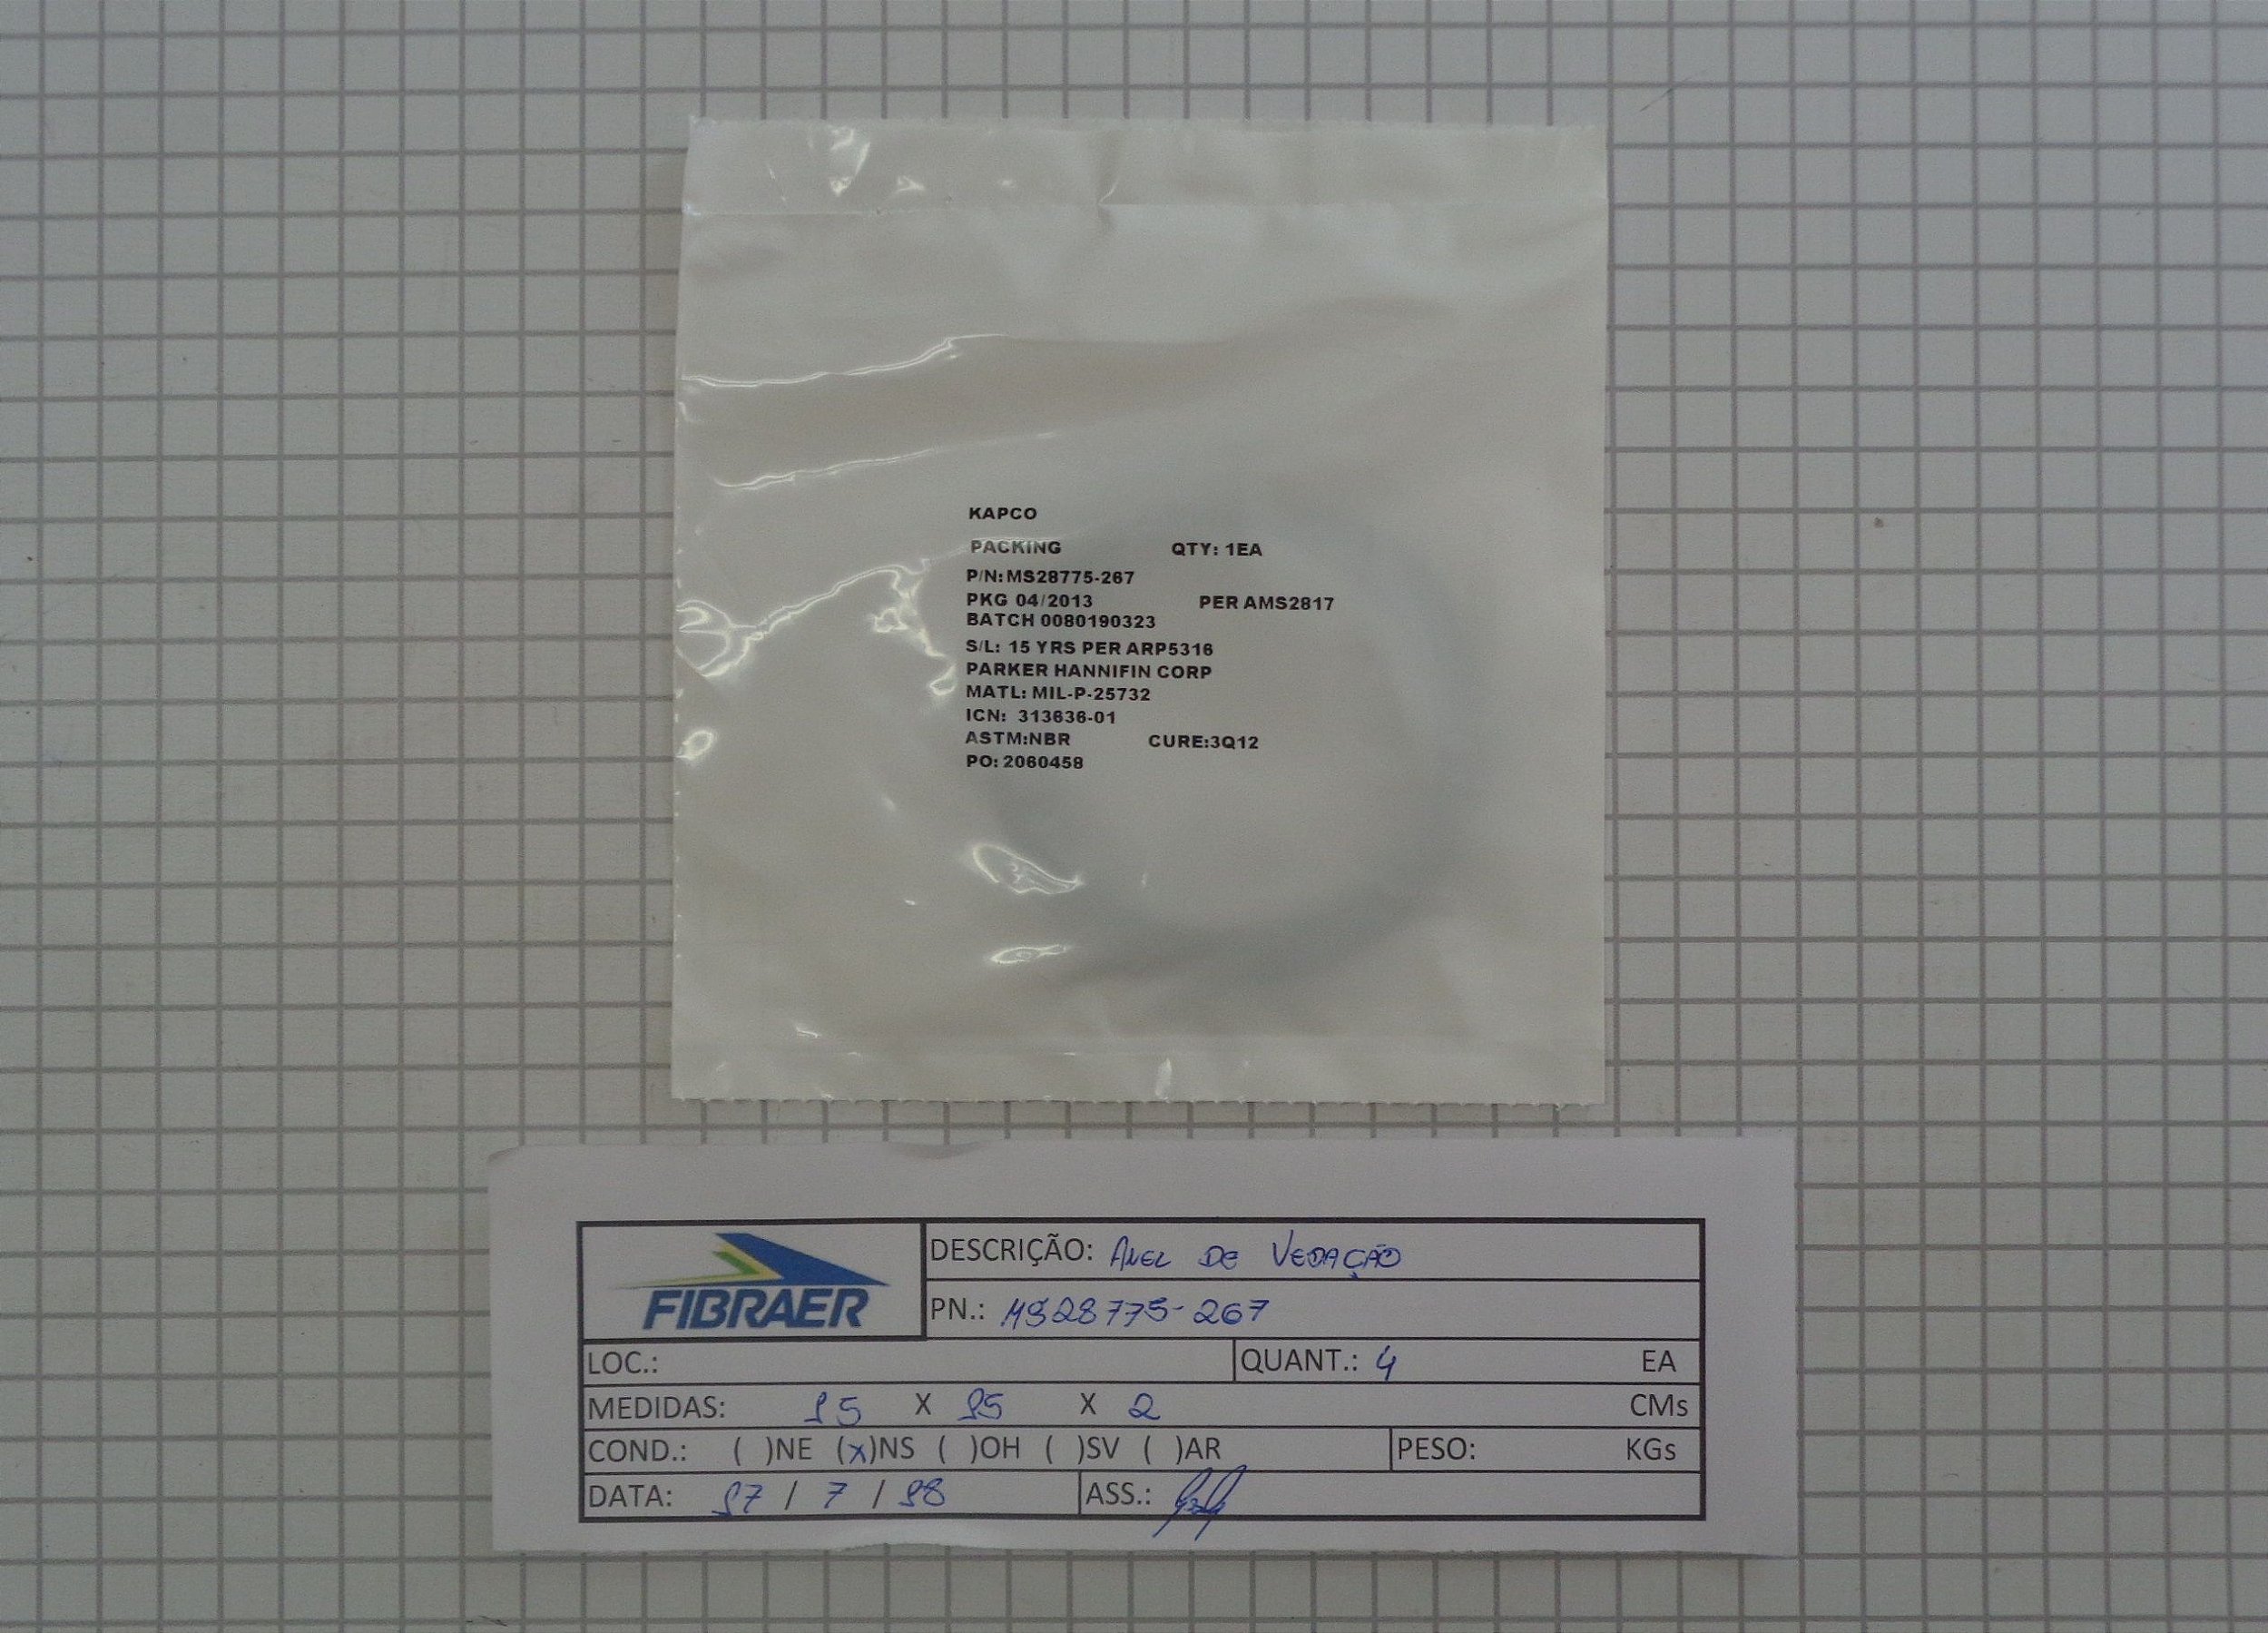 KAPCO
PACKING QTY: 1EA
P/N: MS28775-267
PKG 04/2013 PER AMS2817
BATCH 0080190323
S/L: 15 YRS PER ARP5316
PARKER HANNIFIN CORP
MATL: MIL-P-25732
ICN: 313636-01
ASTM:NBR CURE:3Q12
PO: 2060458
FIBRAER
DESCRIÇÃO: ANEL DE VEDAÇÃO
PN.: MS28775-267
LOC.: QUANT.: 4 EA
MEDIDAS: 15 X 15 X 2 CMs
COND.: ( )NE (x)NS ( )OH ( )SV ( )AR PESO: KGs
DATA: 17 / 7 / 18 ASS.: